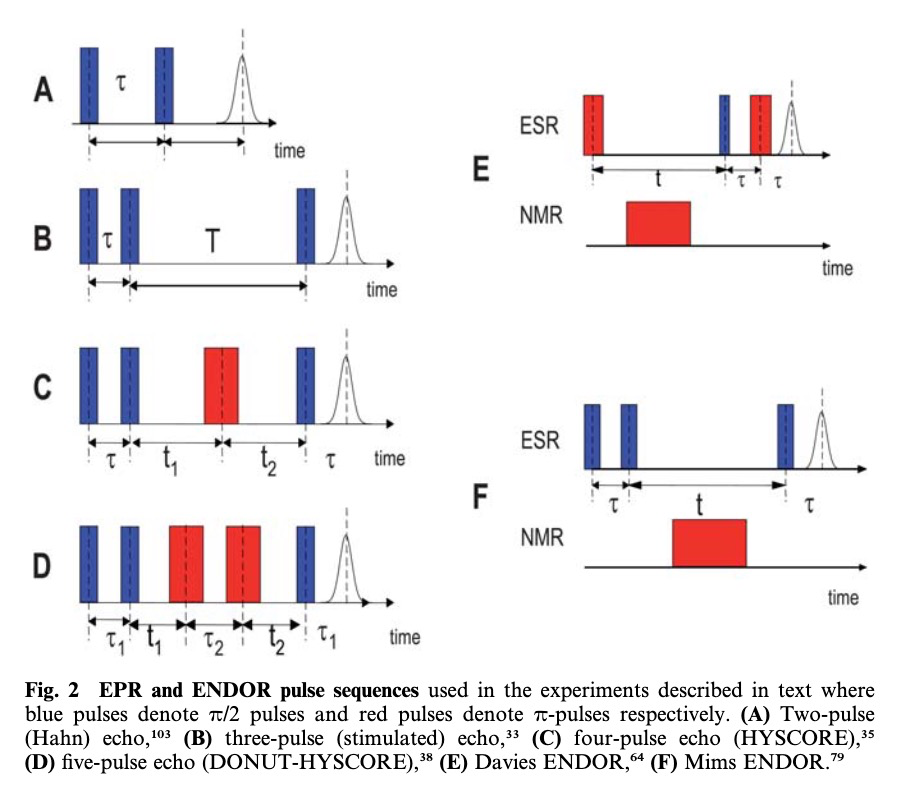 A
τ
time
B
τ
T
time
C
τ
t₁
t₂
τ
time
D
τ₁
t₁
τ₂
t₂
τ₁
time
ESR
E
t
τ
τ
NMR
time
ESR
F
τ
t
τ
NMR
time
Fig. 2 EPR and ENDOR pulse sequences used in the experiments described in text where
blue pulses denote π/2 pulses and red pulses denote π-pulses respectively. (A) Two-pulse
(Hahn) echo,¹⁰³ (B) three-pulse (stimulated) echo,³³ (C) four-pulse echo (HYSCORE),³⁵
(D) five-pulse echo (DONUT-HYSCORE),³⁸ (E) Davies ENDOR,⁶⁴ (F) Mims ENDOR.⁷⁹